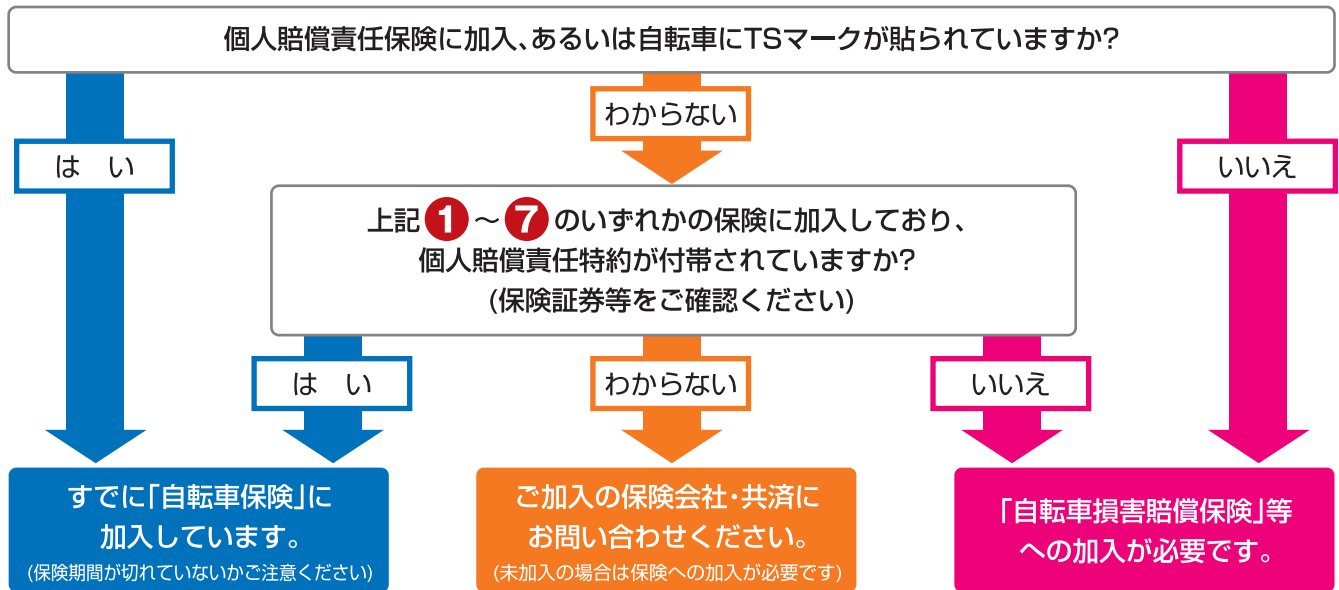 個人賠償責任保険に加入、あるいは自転車にTSマークが貼られていますか?
わからない
は い
いいえ
上記1～7のいずれかの保険に加入しており、
個人賠償責任特約が付帯されていますか?
(保険証券等をご確認ください)
は い
わからない
いいえ
すでに「自転車保険」に
加入しています。
(保険期間が切れていないかご注意ください)
ご加入の保険会社・共済に
お問い合わせください。
(未加入の場合は保険への加入が必要です)
「自転車損害賠償保険」等
への加入が必要です。